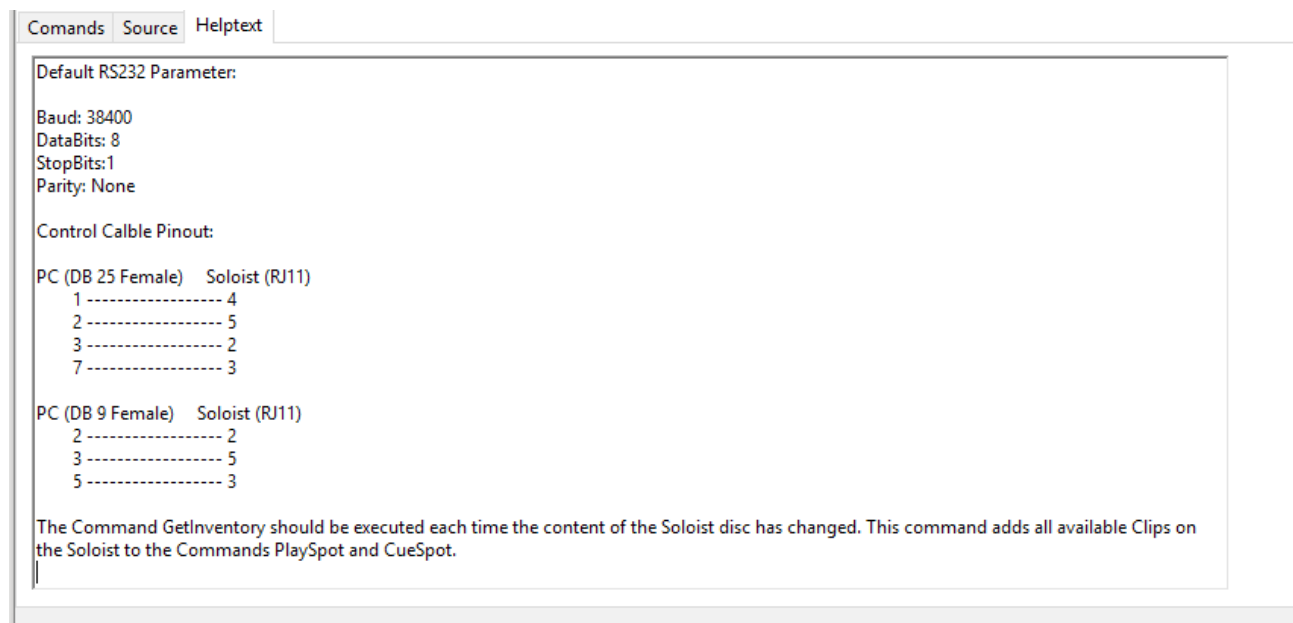 Comands Source Helptext
Default RS232 Parameter:
Baud: 38400
DataBits: 8
StopBits:1
Parity: None
Control Calble Pinout:
PC (DB 25 Female) Soloist (RJ11)
1 ------------------- 4
2 ------------------- 5
3 ------------------- 2
7 ------------------- 3
PC (DB 9 Female) Soloist (RJ11)
2 ------------------- 2
3 ------------------- 5
5 ------------------- 3
The Command GetInventory should be executed each time the content of the Soloist disc has changed. This command adds all available Clips on
the Soloist to the Commands PlaySpot and CueSpot.